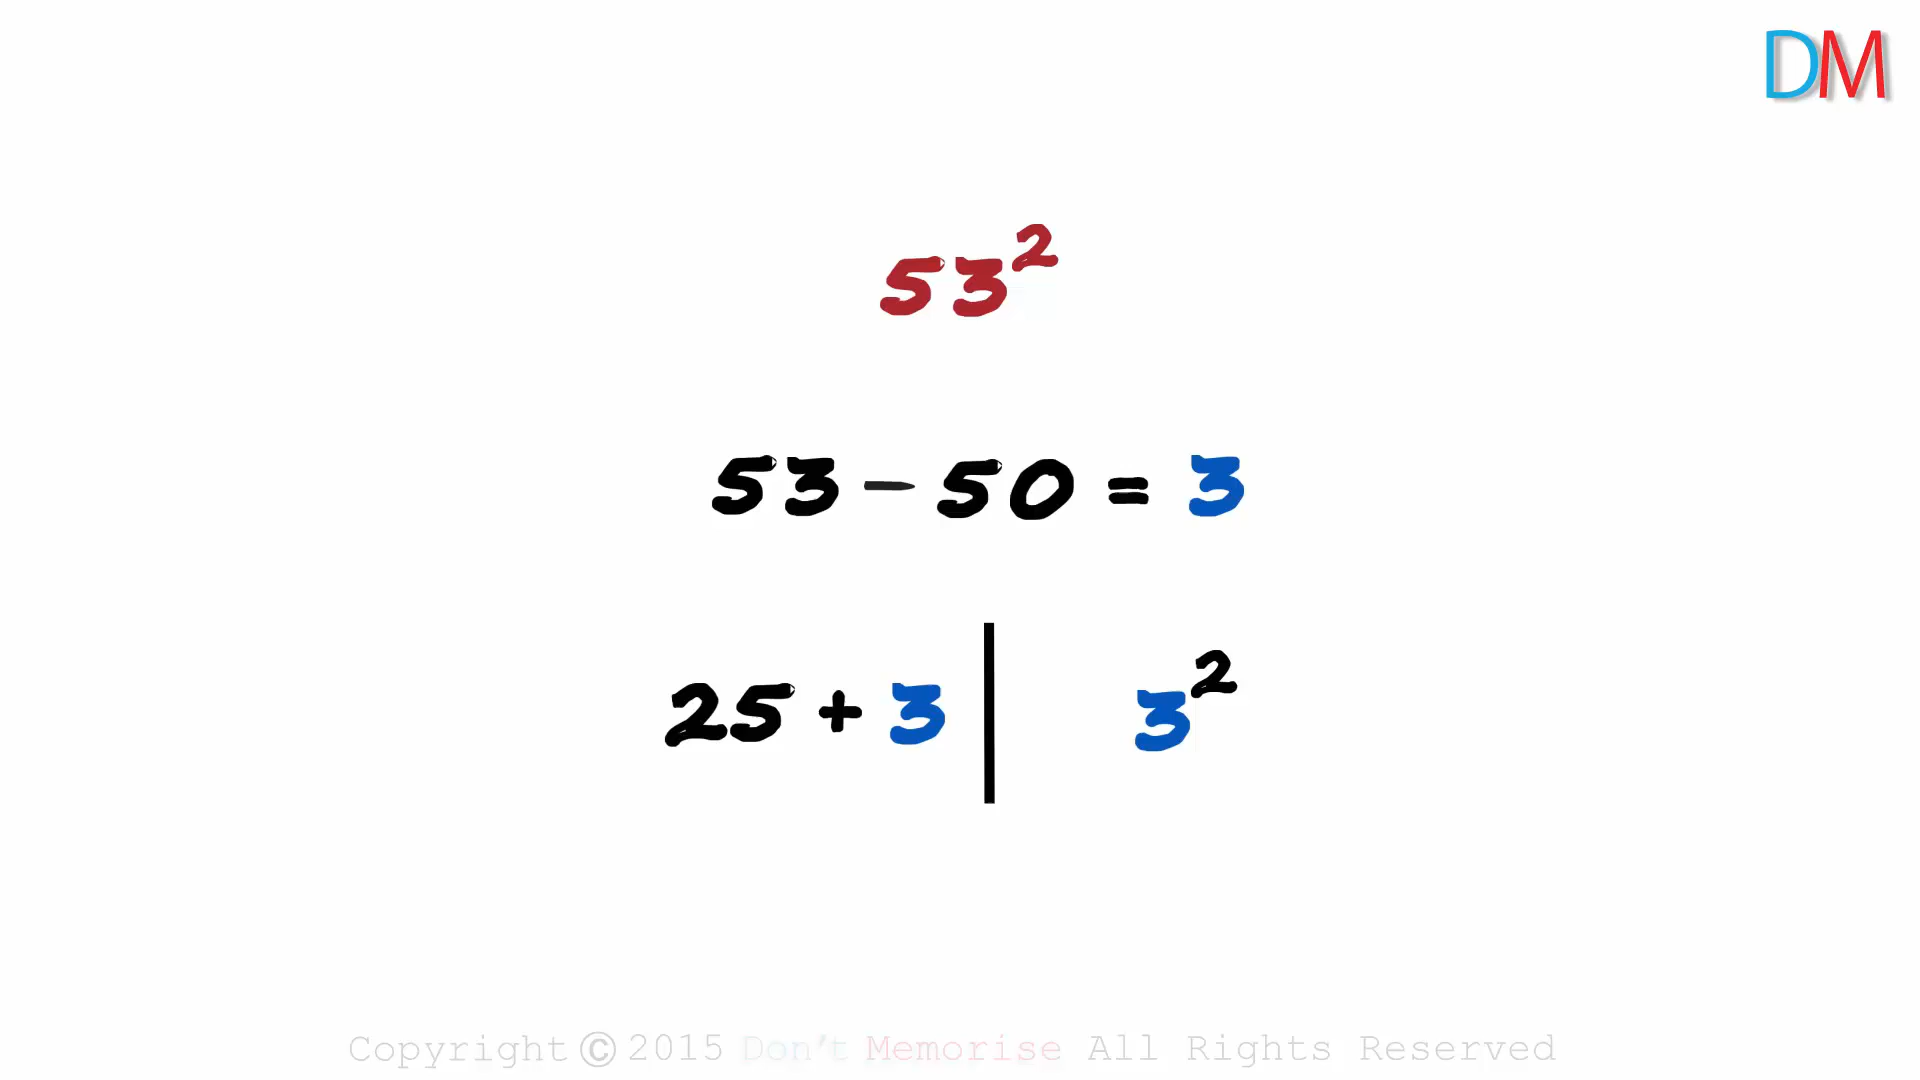 DM
53²
53 - 50 = 3
25 + 3 | 3²
Copyright © 2015 Don't Memorise All Rights Reserved